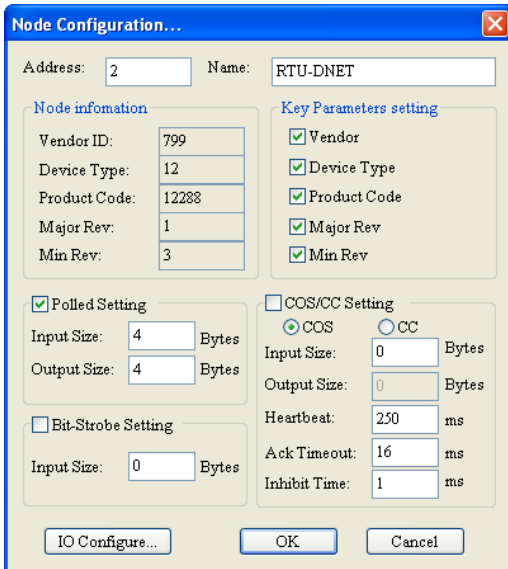 Node Configuration...
Address: 2 Name: RTU-DNET
Node infomation
Vendor ID: 799
Device Type: 12
Product Code: 12288
Major Rev: 1
Min Rev: 3
Key Parameters setting
Vendor
Device Type
Product Code
Major Rev
Min Rev
Polled Setting
Input Size: 4 Bytes
Output Size: 4 Bytes
Bit-Strobe Setting
Input Size: 0 Bytes
COS/CC Setting
COS CC
Input Size: 0 Bytes
Output Size: 0 Bytes
Heartbeat: 250 ms
Ack Timeout: 16 ms
Inhibit Time: 1 ms
IO Configure... OK Cancel